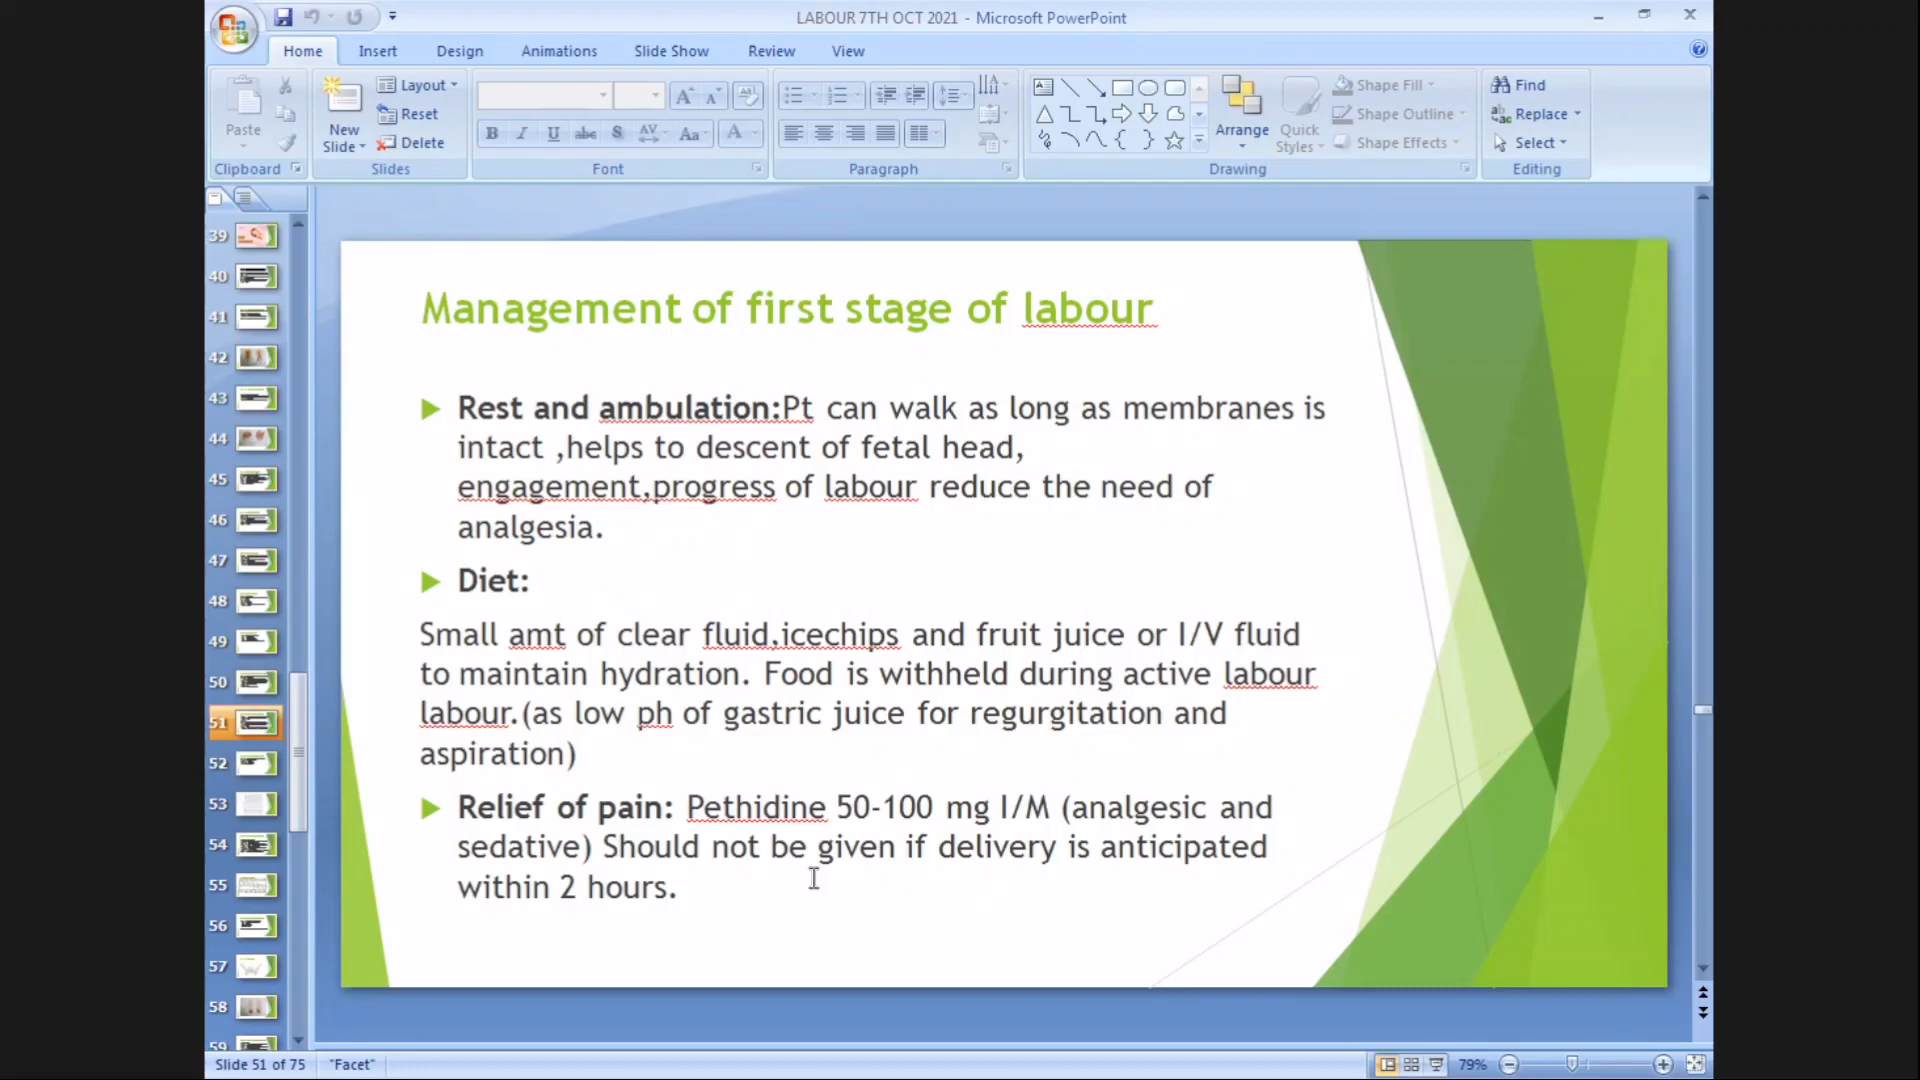 LABOUR 7TH OCT 2021 - Microsoft PowerPoint
Home Insert Design Animations Slide Show Review View
Paste
Clipboard
New Slide
Layout
Reset
Delete
Slides
B I U abc S AV Aa A
Font
Paragraph
Arrange
Quick Styles
Shape Fill
Shape Outline
Shape Effects
Drawing
Find
Replace
Select
Editing
39
40
41
42
43
44
45
46
47
48
49
50
51
52
53
54
55
56
57
58
59
Management of first stage of labour
Rest and ambulation:Pt can walk as long as membranes is
intact ,helps to descent of fetal head,
engagement,progress of labour reduce the need of
analgesia.
Diet:
Small amt of clear fluid,icechips and fruit juice or I/V fluid
to maintain hydration. Food is withheld during active labour
labour.(as low ph of gastric juice for regurgitation and
aspiration)
Relief of pain: Pethidine 50-100 mg I/M (analgesic and
sedative) Should not be given if delivery is anticipated
within 2 hours.
Slide 51 of 75 "Facet" 79%